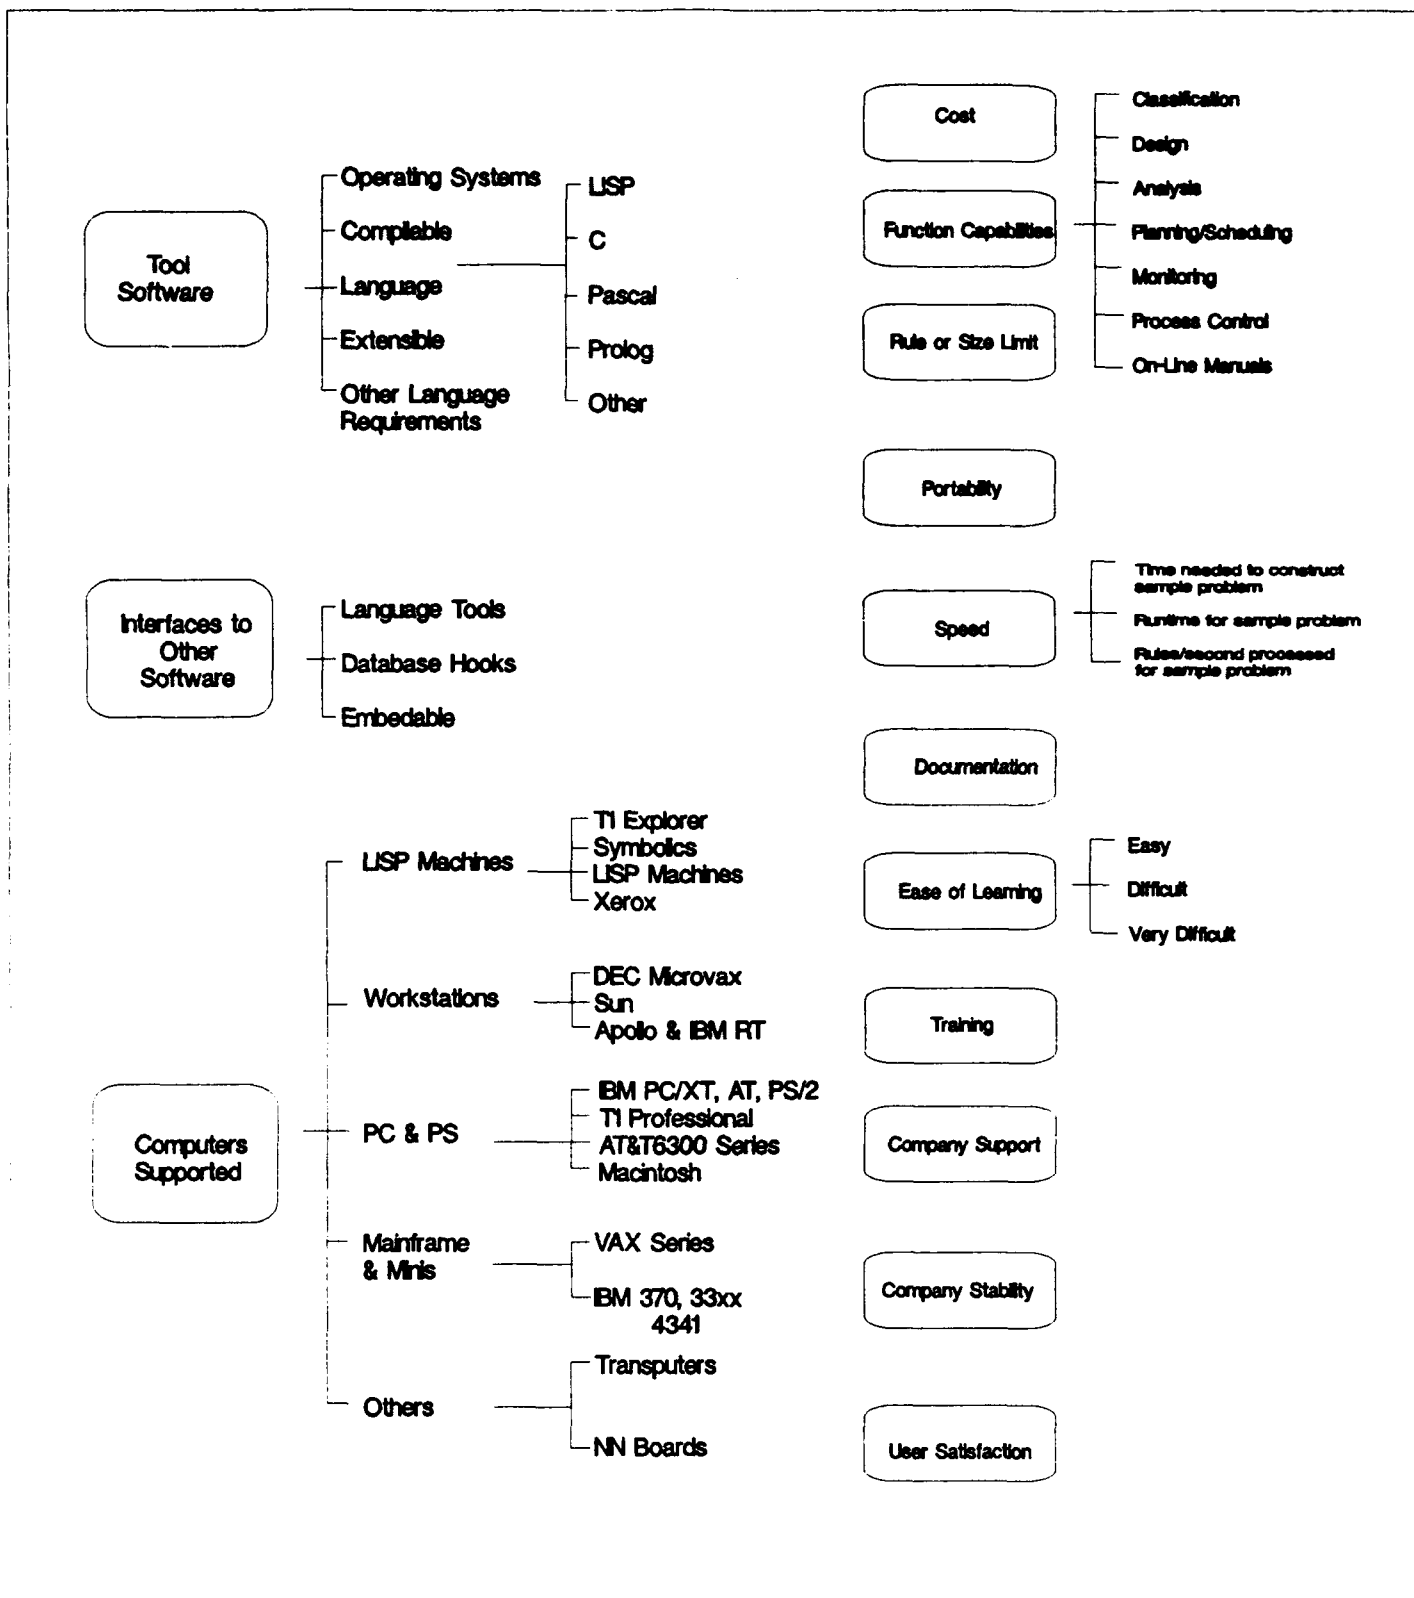 Tool
Software
Operating Systems
Compilable
Language
Extensible
Other Language
Requirements
LISP
C
Pascal
Prolog
Other
Interfaces to
Other
Software
Language Tools
Database Hooks
Embedable
Computers
Supported
LISP Machines
TI Explorer
Symbolics
LISP Machines
Xerox
Workstations
DEC Microvax
Sun
Apollo & IBM RT
PC & PS
IBM PC/XT, AT, PS/2
TI Professional
AT&T6300 Series
Macintosh
Mainframe
& Minis
VAX Series
IBM 370, 33xx
4341
Others
Transputers
NN Boards
Cost
Function Capabilities
Classification
Design
Analysis
Planning/Scheduling
Monitoring
Process Control
On-Line Manuals
Rule or Size Limit
Portability
Speed
Time needed to construct
sample problem
Runtime for sample problem
Rules/second processed
for sample problem
Documentation
Ease of Learning
Easy
Difficult
Very Difficult
Training
Company Support
Company Stability
User Satisfaction